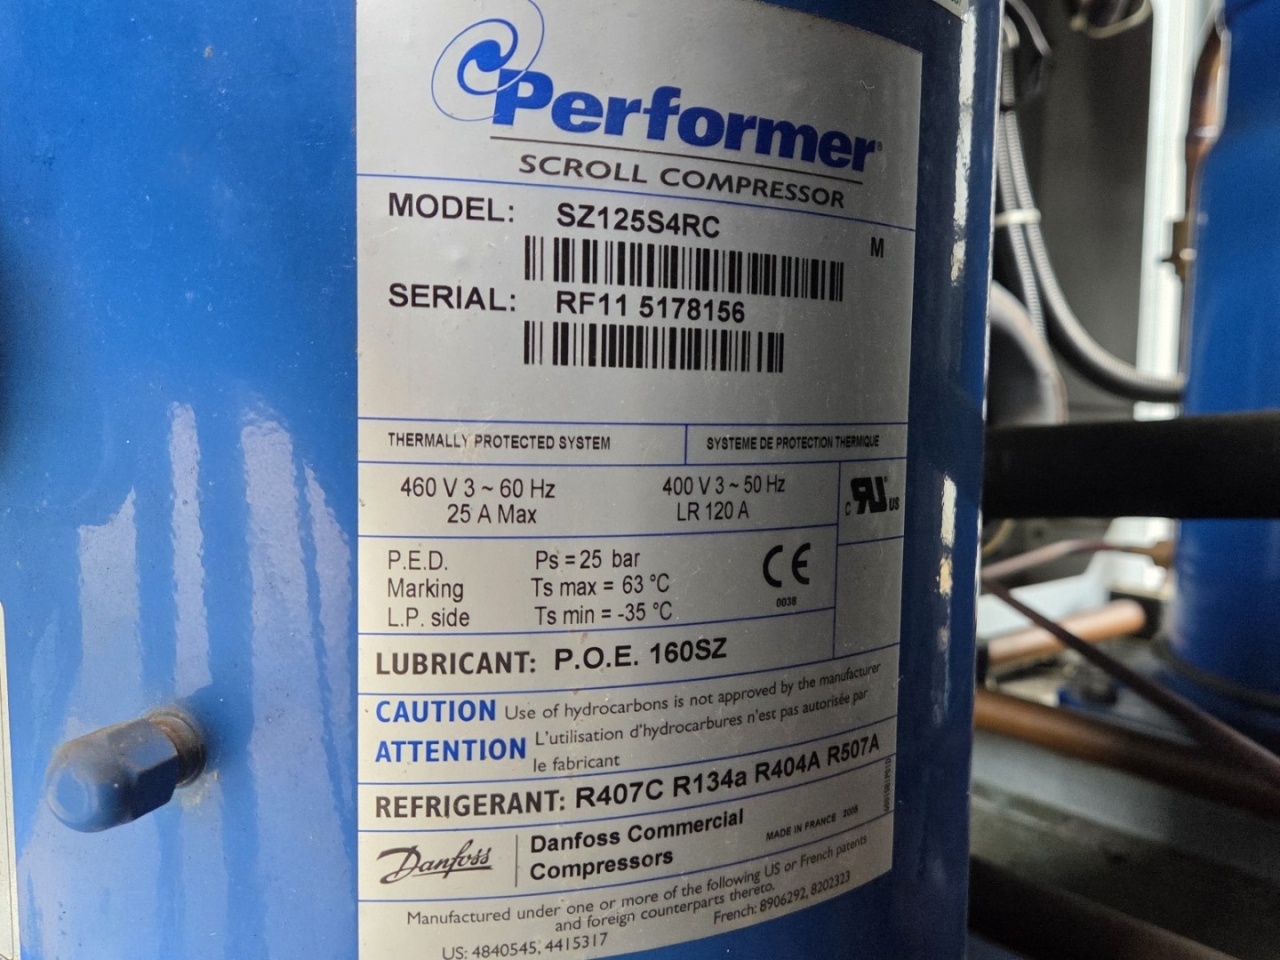 Performer
SCROLL COMPRESSOR
MODEL: SZ125S4RC
M
SERIAL: RF11 5178156
THERMALLY PROTECTED SYSTEM
SYSTEME DE PROTECTION THERMIQUE
460 V 3 ~ 60 Hz
25 A Max
400 V 3 ~ 50 Hz
LR 120 A
C RU US
P.E.D. Ps = 25 bar
Marking Ts max = 63 °C
L.P. side Ts min = -35 °C
CE
0038
LUBRICANT: P.O.E. 160SZ
CAUTION Use of hydrocarbons is not approved by the manufacturer
ATTENTION L'utilisation d'hydrocarbures n'est pas autorisée par
le fabricant
REFRIGERANT: R407C R134a R404A R507A
Danfoss
Danfoss Commercial
Compressors
MADE IN FRANCE
Manufactured under one or more of the following US or French patents
and foreign counterparts thereto.
US: 4840545, 4415317
French: 8906292, 8202323